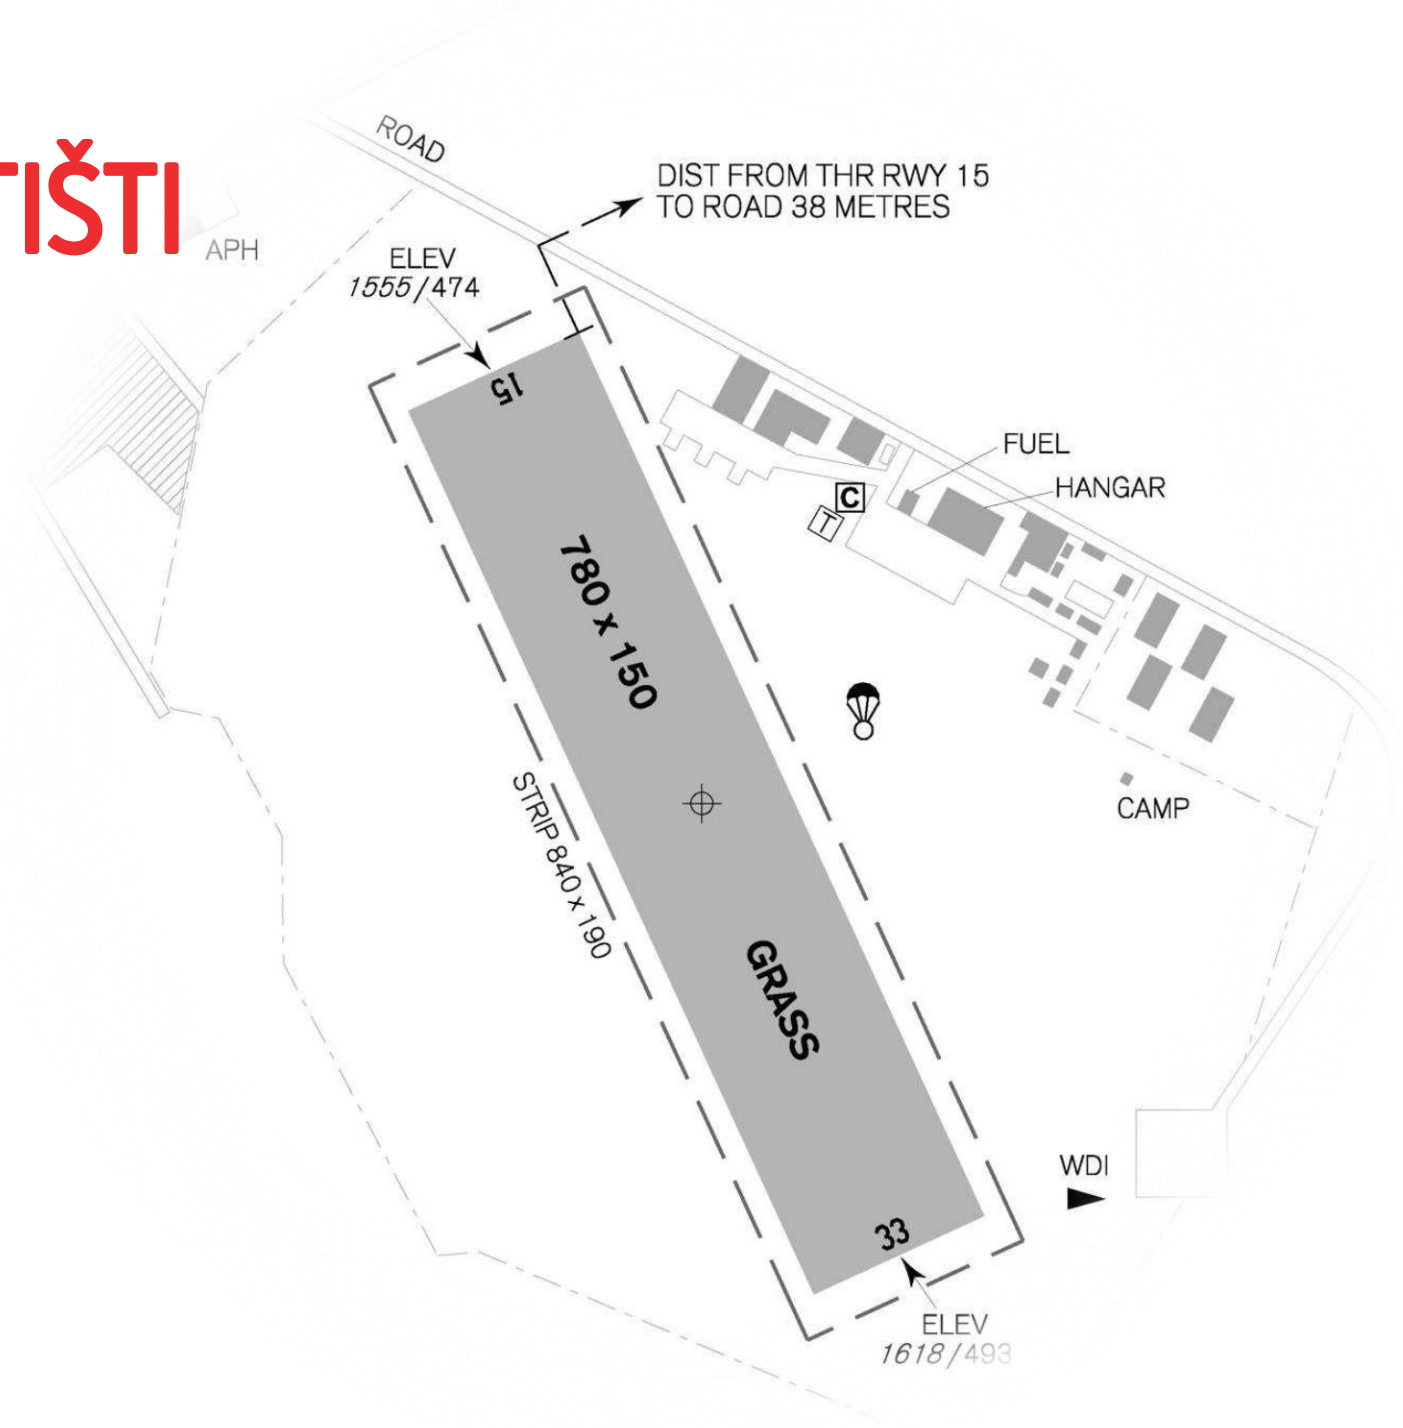 ROAD
DIST FROM THR RWY 15
TO ROAD 38 METRES
TIŠTI
APH
ELEV
1555/474
15
FUEL
HANGAR
C
T
780 x 150
STRIP 840 x 190
CAMP
GRASS
WDI
33
ELEV
1618/493